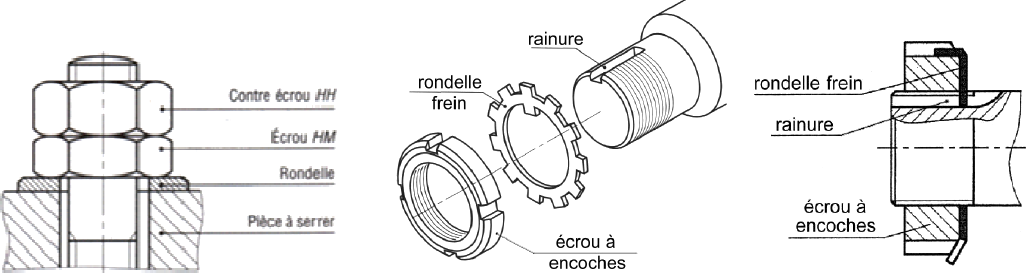 Contre écrou HH
Écrou HM
Rondelle
Pièce à serrer
rainure
rondelle
frein
écrou à
encoches
rondelle frein
rainure
écrou à
encoches